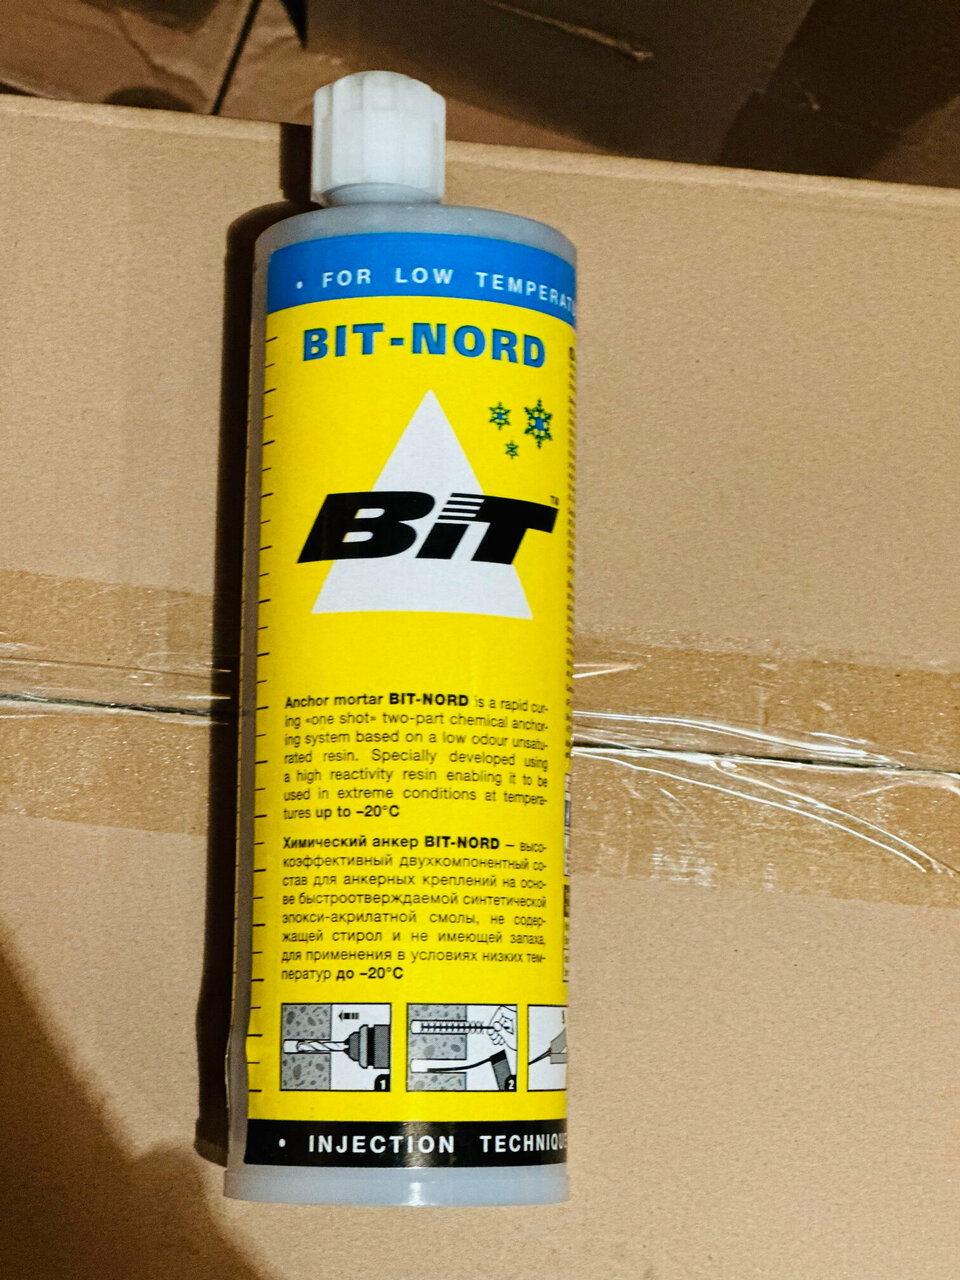 • FOR LOW TEMPERAT
BIT-NORD
BiT™
Anchor mortar BIT-NORD is a rapid cur-
ing «one shot» two-part chemical anchor-
ing system based on a low odour unsatu-
rated resin. Specially developed using
a high reactivity resin enabling it to be
used in extreme conditions at tempera-
tures up to –20°C
Химический анкер BIT-NORD – высо-
коэффективный двухкомпонентный со-
став для анкерных креплений на осно-
ве быстроотверждаемой синтетической
эпокси-акрилатной смолы, не содер-
жащей стирол и не имеющей запаха,
для применения в условиях низких тем-
ператур до –20°C
1
2
• INJECTION TECHNIQUE